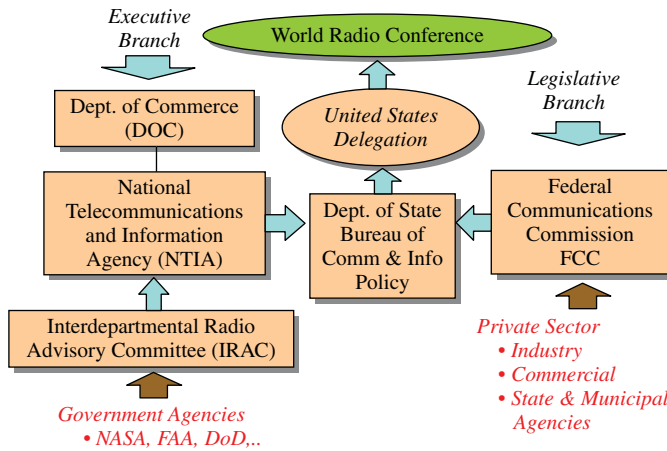 Executive
Branch
World Radio Conference
Legislative
Branch
Dept. of Commerce
(DOC)
United States
Delegation
National
Telecommunications
and Information
Agency (NTIA)
Dept. of State
Bureau of
Comm & Info
Policy
Federal
Communications
Commission
FCC
Interdepartmental Radio
Advisory Committee (IRAC)
Private Sector
• Industry
• Commercial
• State & Municipal
Agencies
Government Agencies
• NASA, FAA, DoD,..